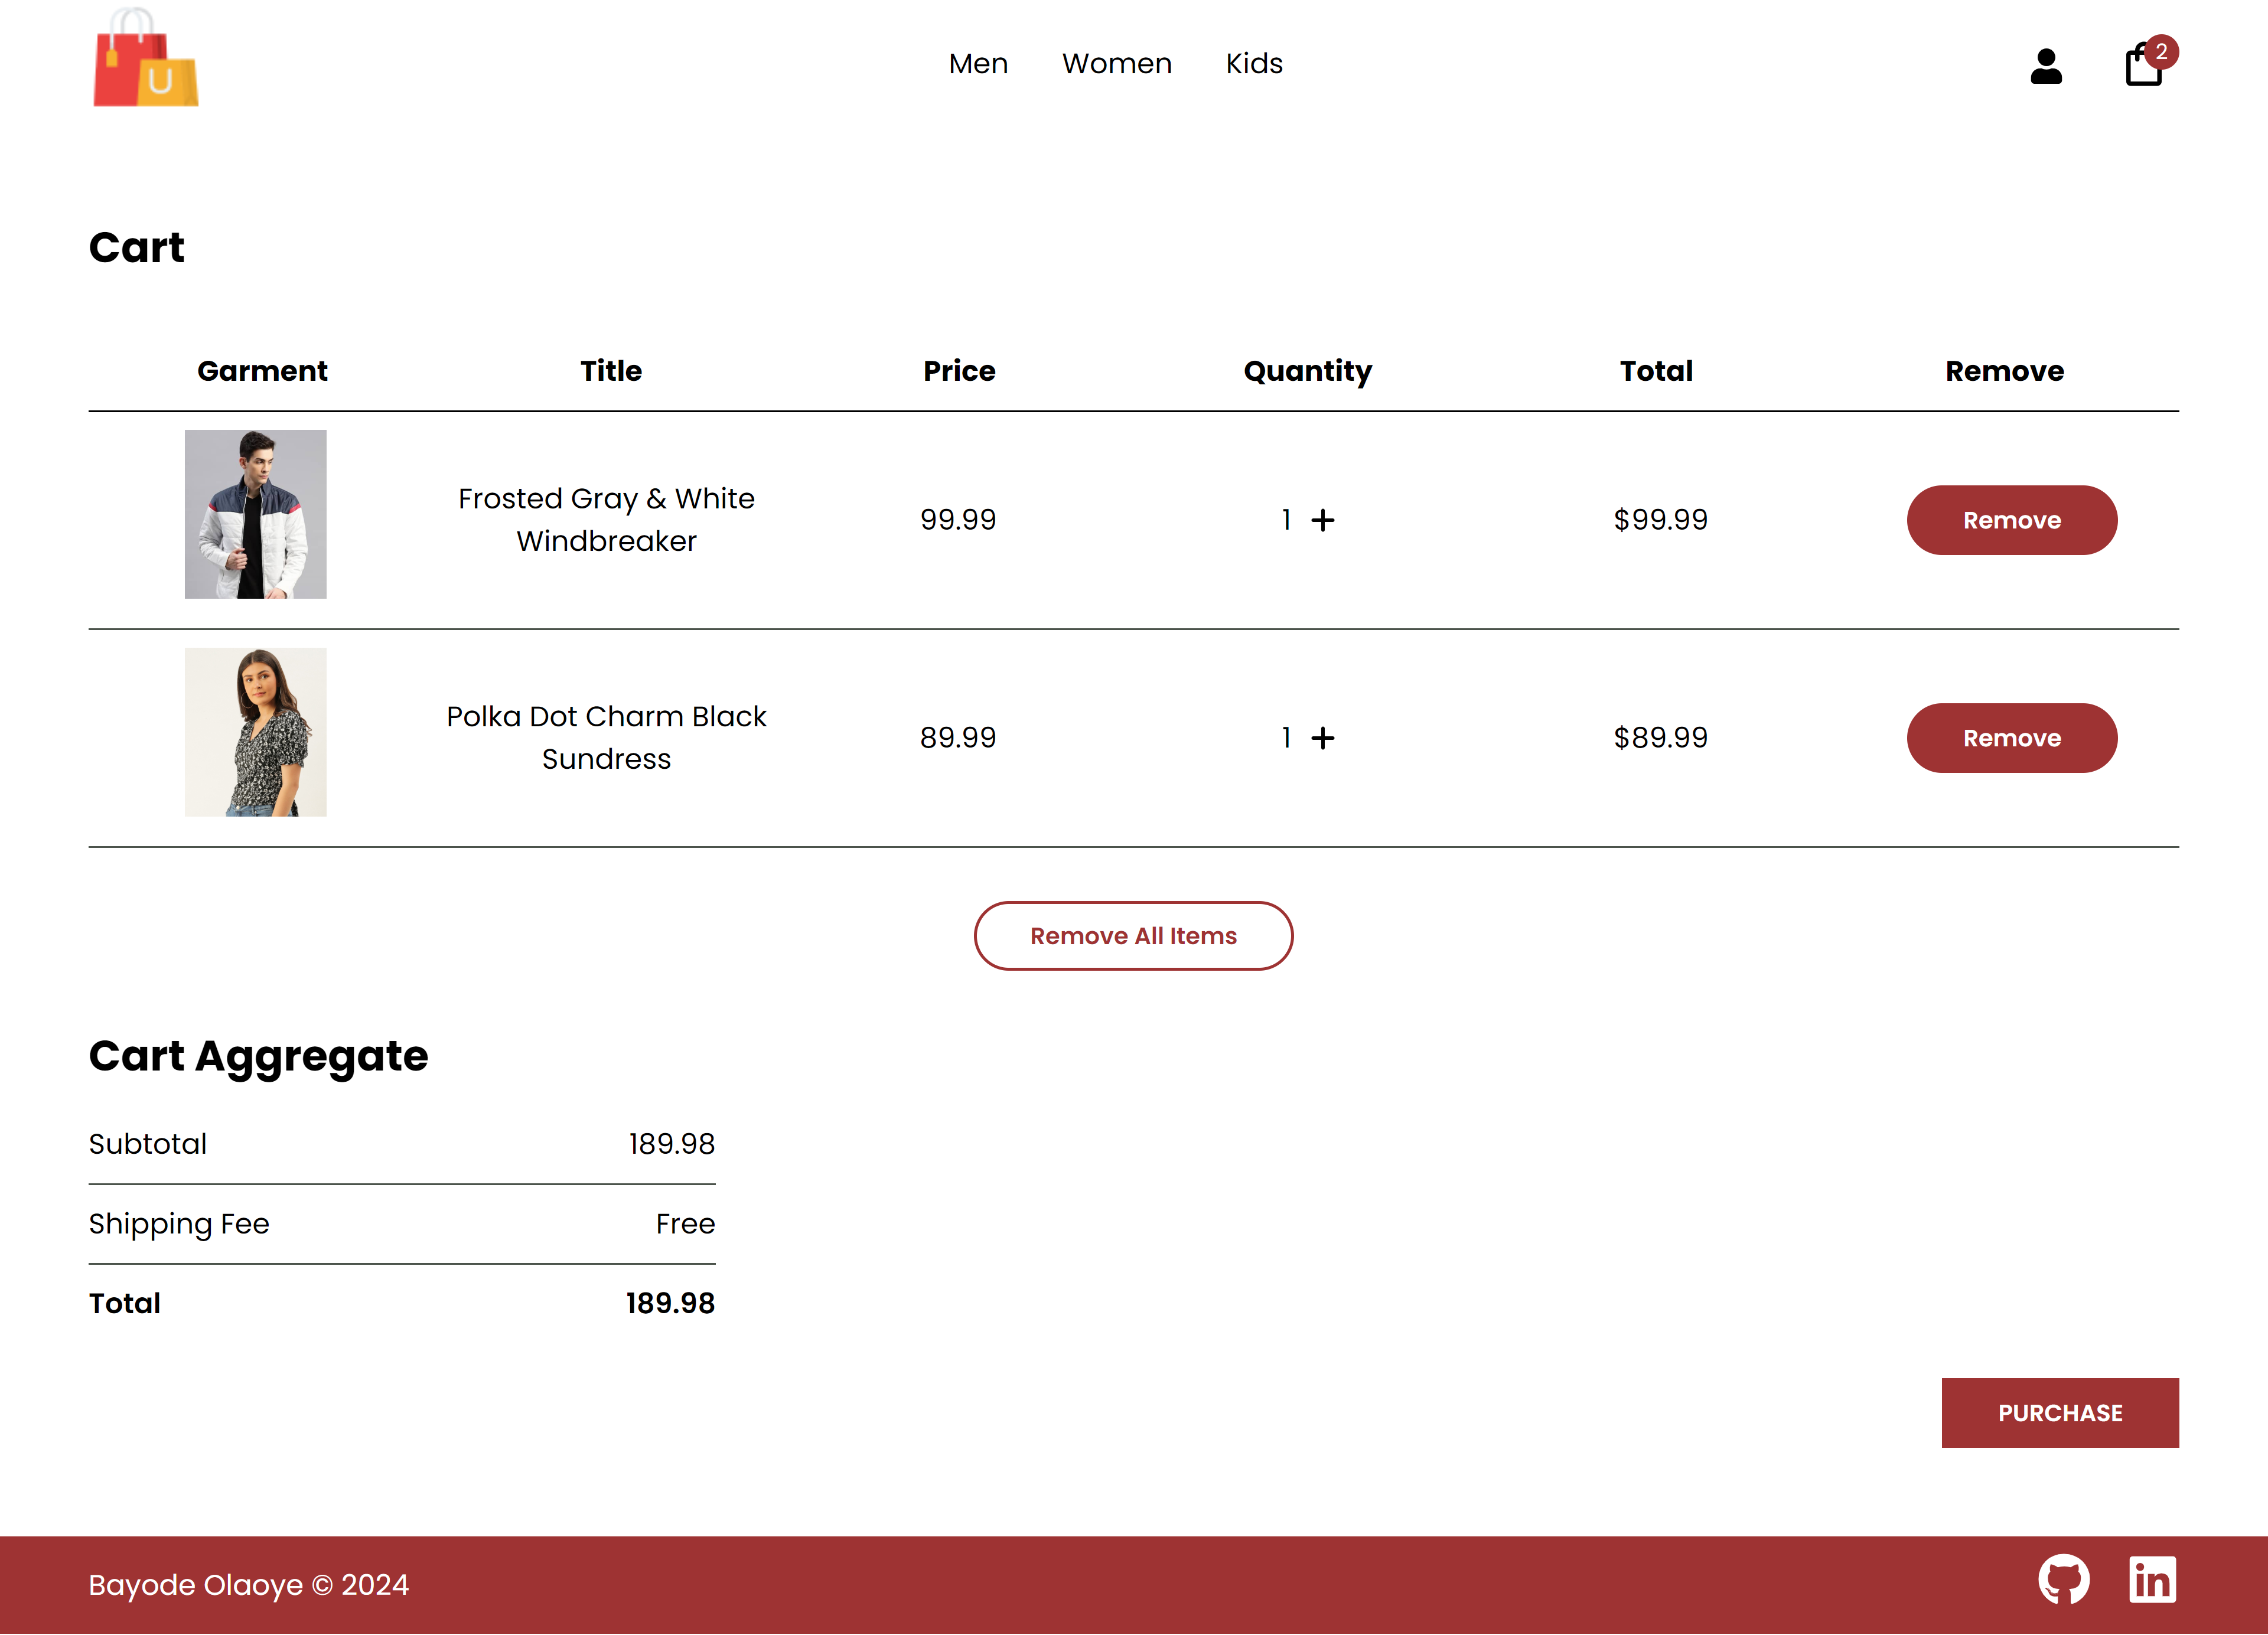 U
Men Women Kids
2
Cart
Garment Title Price Quantity Total Remove
Frosted Gray & White
Windbreaker
99.99 1 + $99.99 Remove
Polka Dot Charm Black
Sundress
89.99 1 + $89.99 Remove
Remove All Items
Cart Aggregate
Subtotal 189.98
Shipping Fee Free
Total 189.98
PURCHASE
Bayode Olaoye © 2024
in